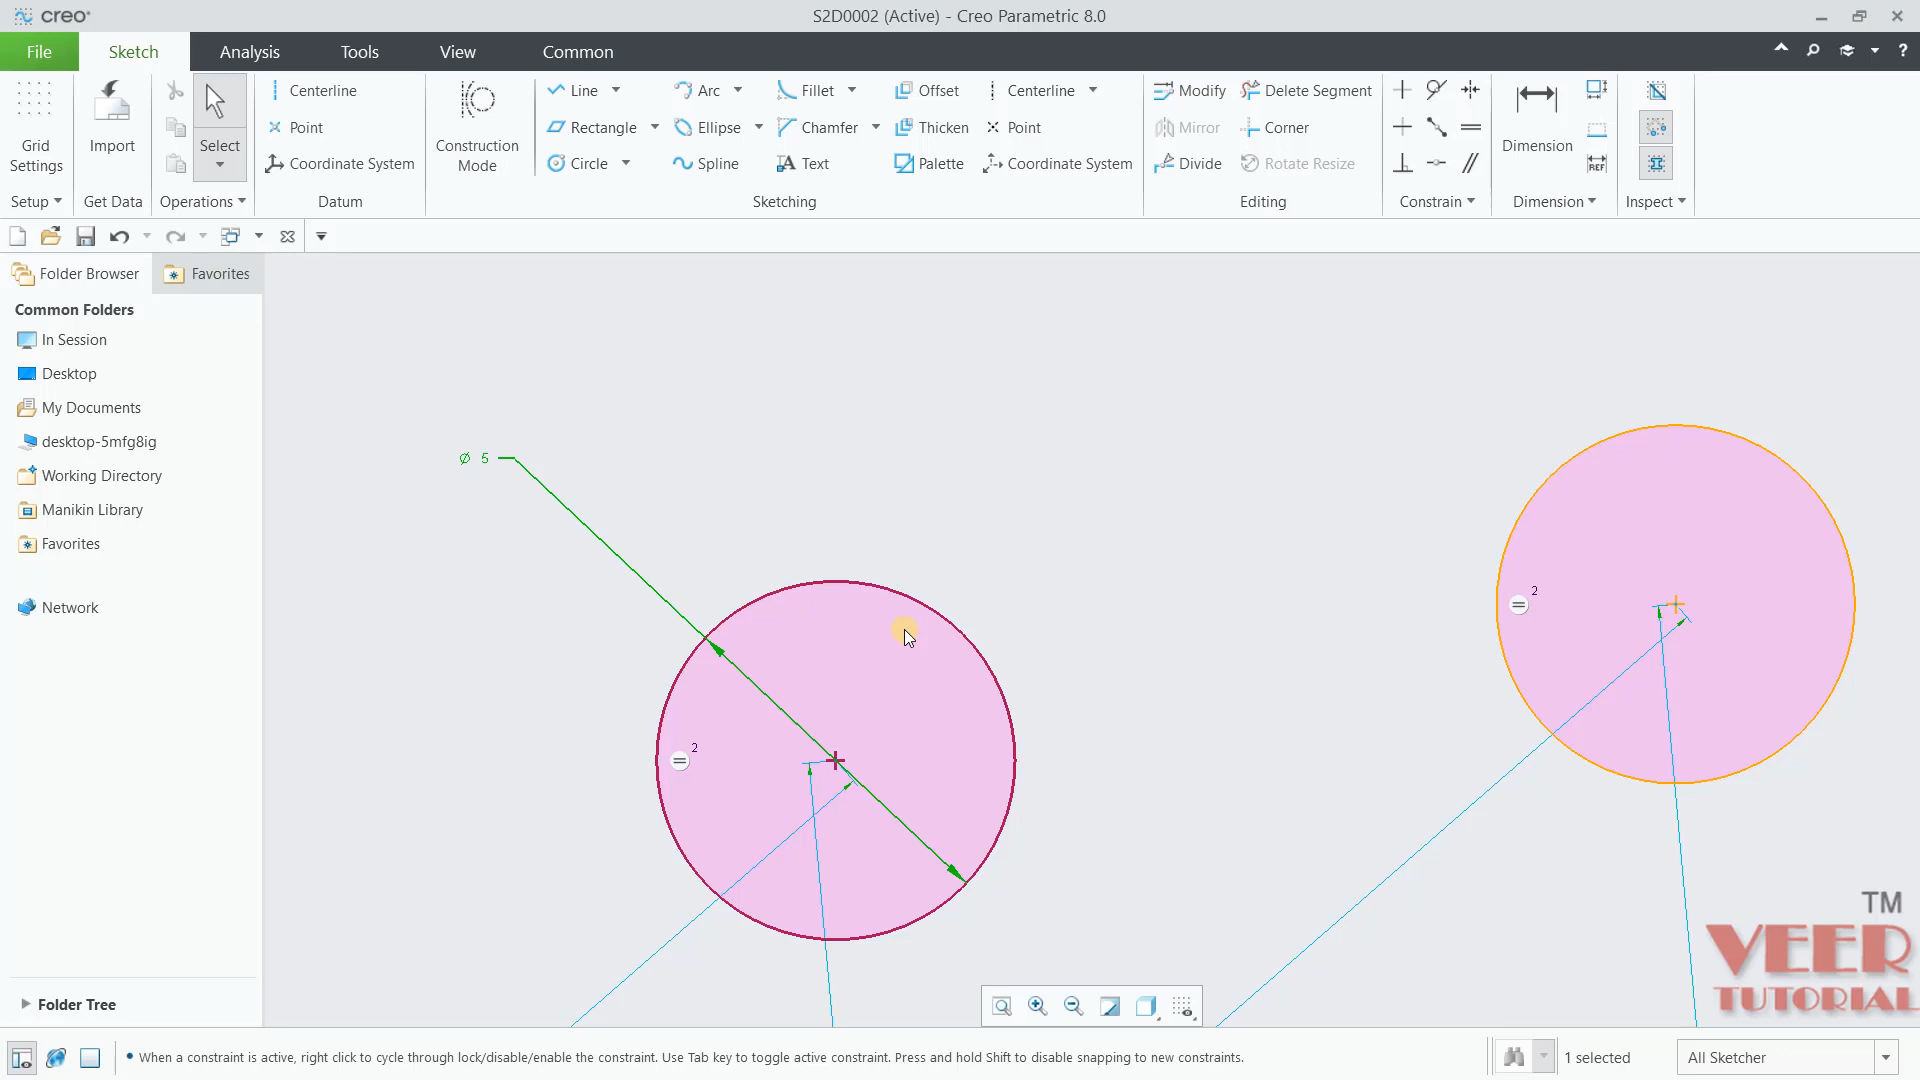 creo®
S2D0002 (Active) - Creo Parametric 8.0
File
Sketch
Analysis
Tools
View
Common
Grid
Settings
Import
Select
Centerline
Point
Coordinate System
Construction
Mode
Line
Rectangle
Circle
Arc
Ellipse
Spline
Fillet
Chamfer
Text
Offset
Thicken
Palette
Centerline
Point
Coordinate System
Modify
Mirror
Divide
Delete Segment
Corner
Rotate Resize
Dimension
REF
Setup
Get Data
Operations
Datum
Sketching
Editing
Constrain
Dimension
Inspect
Folder Browser
Favorites
Common Folders
In Session
Desktop
My Documents
desktop-5mfg8ig
Working Directory
Manikin Library
Favorites
Network
Folder Tree
Ø 5
2
2
TM
VEER
TUTORIAL
• When a constraint is active, right click to cycle through lock/disable/enable the constraint. Use Tab key to toggle active constraint. Press and hold Shift to disable snapping to new constraints.
1 selected
All Sketcher